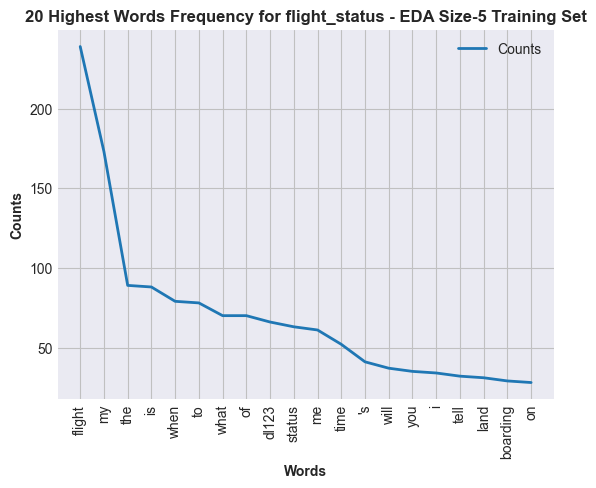 20 Highest Words Frequency for flight_status - EDA Size-5 Training Set
Counts
200
150
100
50
Counts
flight
my
the
is
when
to
what
of
dl123
status
me
time
's
will
you
i
tell
land
boarding
on
Words